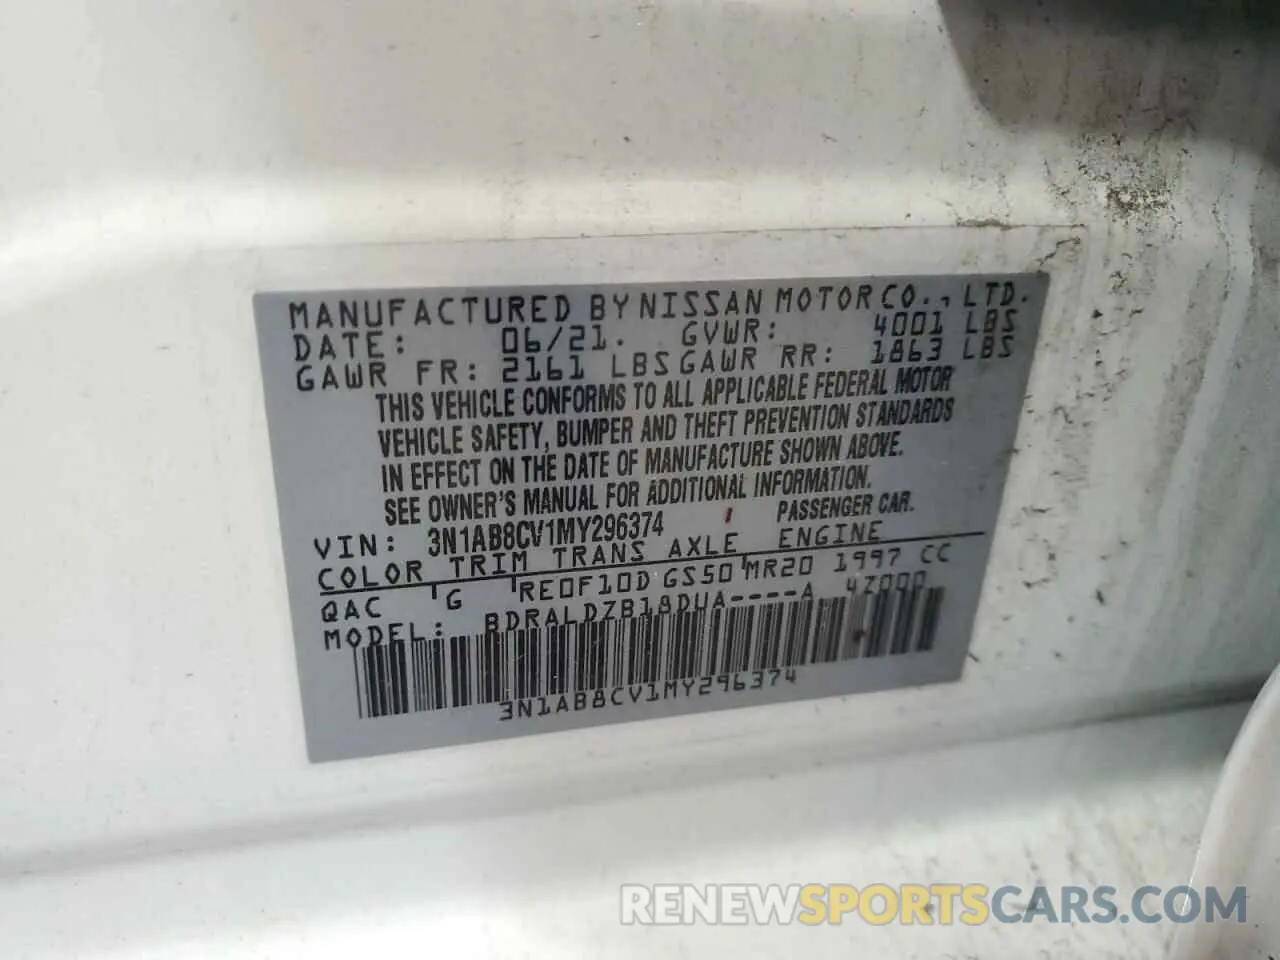 MANUFACTURED BY NISSAN MOTOR CO., LTD.
DATE: 06/21. GVWR: 4001 LBS
GAWR FR: 2161 LBS GAWR RR: 1863 LBS
THIS VEHICLE CONFORMS TO ALL APPLICABLE FEDERAL MOTOR
VEHICLE SAFETY, BUMPER AND THEFT PREVENTION STANDARDS
IN EFFECT ON THE DATE OF MANUFACTURE SHOWN ABOVE.
SEE OWNER'S MANUAL FOR ADDITIONAL INFORMATION.
VIN: 3N1AB8CV1MY296374 PASSENGER CAR.
COLOR TRIM TRANS AXLE ENGINE
QAC G RE0F10D GS50 MR20 1997 CC
MODEL: BDRALDZB18DUA----A 4Z000
3N1AB8CV1MY296374
RENEWSPORTSCARS.COM